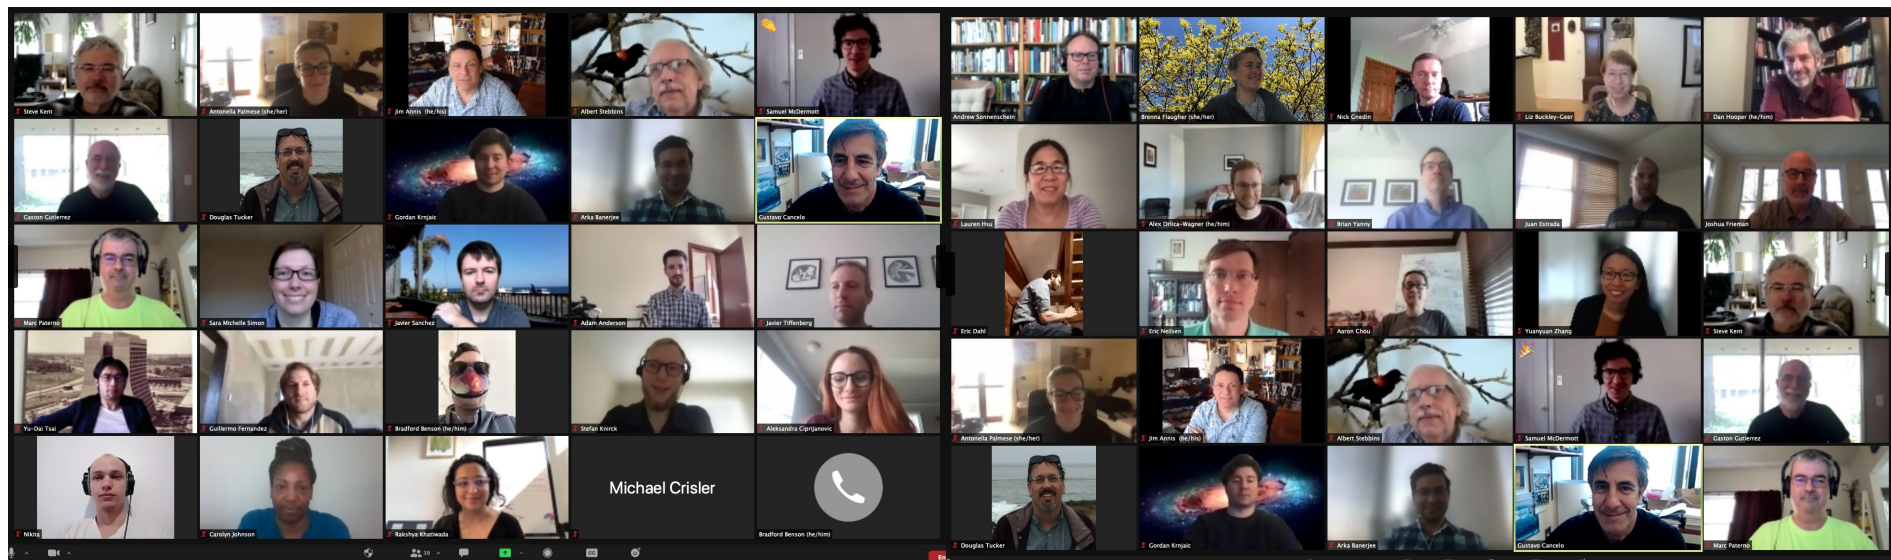 Steve Kent
Antonella Palmese (she/her)
Jim Annis (he/his)
Albert Stebbins
Samuel McDermott
Gaston Gutierrez
Douglas Tucker
Gordan Krnjaic
Arka Banerjee
Gustavo Cancelo
Marc Paterno
Sara Michelle Simon
Javier Sanchez
Adam Anderson
Javier Tiffenberg
Yu-Dai Tsai
Guillermo Fernandez
Bradford Benson (he/him)
Stefan Knirck
Aleksandra Ciprijanovic
Nikita
Carolyn Johnson
Rakshya Khatiwada
Michael Crisler
Bradford Benson (he/him)
39
CC
Andrew Sonnenschein
Brenna Flaugher (she/her)
Nick Gnedin
Liz Buckley-Geer
Dan Hooper (he/him)
Lauren Hsu
Alex Drlica-Wagner (he/him)
Brian Yanny
Juan Estrada
Joshua Frieman
Eric Dahl
Eric Neilsen
Aaron Chou
Yuanyuan Zhang
Steve Kent
Antonella Palmese (she/her)
Jim Annis (he/his)
Albert Stebbins
Samuel McDermott
Gaston Gutierrez
Douglas Tucker
Gordan Krnjaic
Arka Banerjee
Gustavo Cancelo
Marc Paterno